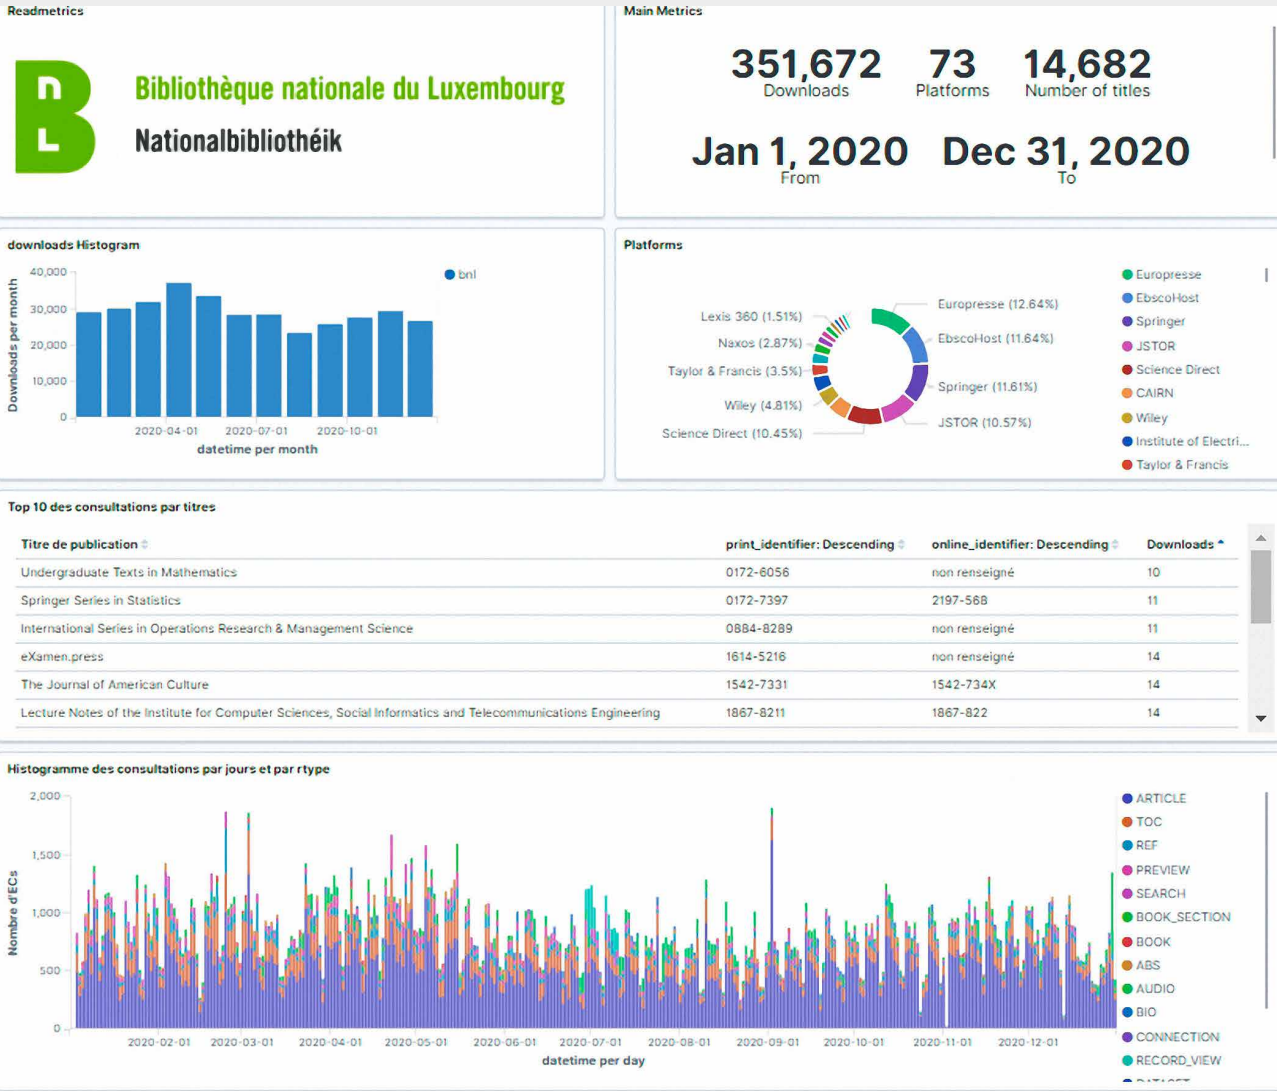 Readmetrics
Bibliothèque nationale du Luxembourg
Nationalbibliothéik
Main Metrics
351,672 73 14,682
Downloads Platforms Number of titles
Jan 1, 2020 Dec 31, 2020
From To
downloads Histogram
bnl
Downloads per month
40,000
30,000
20,000
10,000
0
2020-04-01 2020-07-01 2020-10-01
datetime per month
Platforms
Europresse (12.64%)
EbscoHost (11.64%)
Springer (11.61%)
JSTOR (10.57%)
Science Direct (10.45%)
Wiley (4.81%)
Taylor & Francis (3.5%)
Naxos (2.87%)
Lexis 360 (1.51%)
Europresse
EbscoHost
Springer
JSTOR
Science Direct
CAIRN
Wiley
Institute of Electri...
Taylor & Francis
Top 10 des consultations par titres
Titre de publication print_identifier: Descending online_identifier: Descending Downloads
Undergraduate Texts in Mathematics 0172-6056 non renseigné 10
Springer Series in Statistics 0172-7397 2197-568 11
International Series in Operations Research & Management Science 0884-8289 non renseigné 11
eXamen.press 1614-5216 non renseigné 14
The Journal of American Culture 1542-7331 1542-734X 14
Lecture Notes of the Institute for Computer Sciences, Social Informatics and Telecommunications Engineering 1867-8211 1867-822 14
Histogramme des consultations par jours et par rtype
Nombre d'ECs
2,000
1,500
1,000
500
0
2020-02-01 2020-03-01 2020-04-01 2020-05-01 2020-06-01 2020-07-01 2020-08-01 2020-09-01 2020-10-01 2020-11-01 2020-12-01
datetime per day
ARTICLE
TOC
REF
PREVIEW
SEARCH
BOOK_SECTION
BOOK
ABS
AUDIO
BIO
CONNECTION
RECORD_VIEW